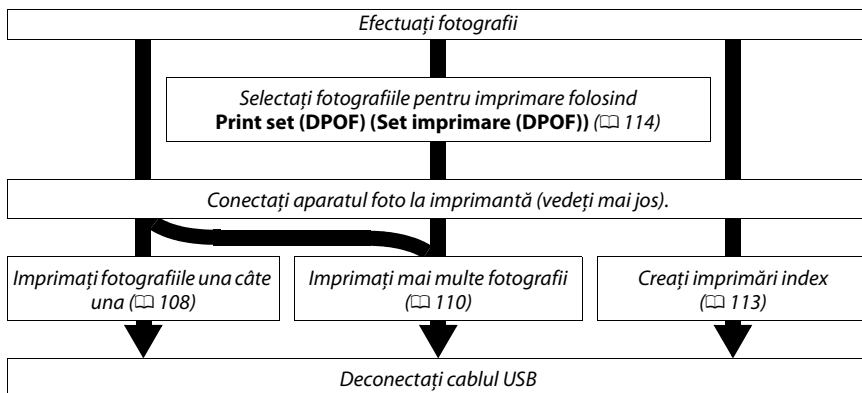 Efectuați fotografii
Selectați fotografiile pentru imprimare folosind
Print set (DPOF) (Set imprimare (DPOF)) (🕮 114)
Conectați aparatul foto la imprimantă (vedeți mai jos).
Imprimați fotografiile una câte
una (🕮 108)
Imprimați mai multe fotografii
(🕮 110)
Creați imprimări index
(🕮 113)
Deconectați cablul USB